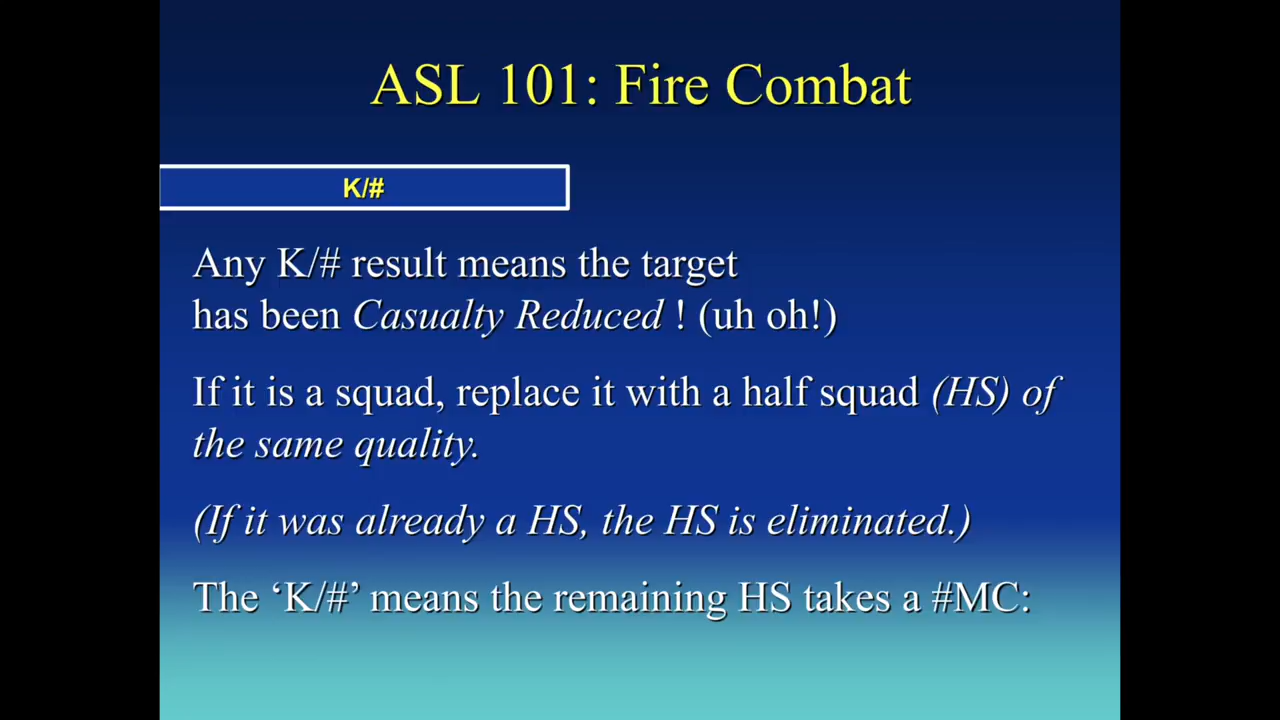 ASL 101: Fire Combat
K/#
Any K/# result means the target
has been Casualty Reduced ! (uh oh!)
If it is a squad, replace it with a half squad (HS) of
the same quality.
(If it was already a HS, the HS is eliminated.)
The ‘K/#’ means the remaining HS takes a #MC: